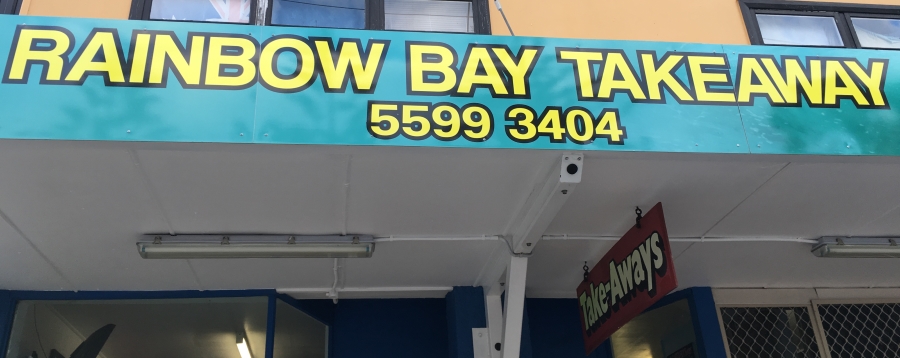 RAINBOW BAY TAKEAWAY
5599 3404
Take-Aways